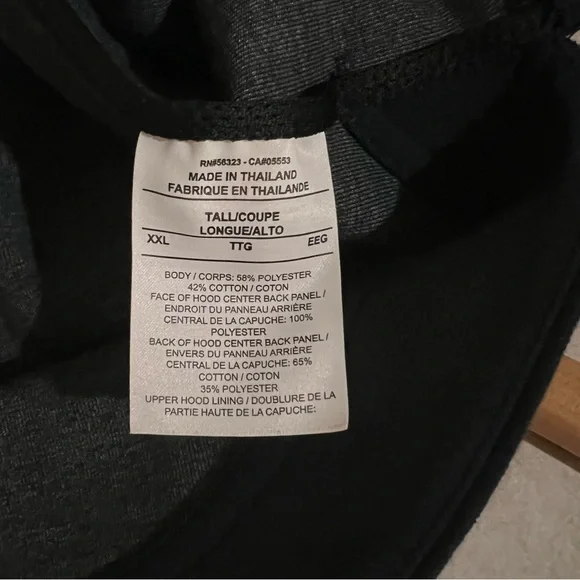 RN#56323 - CA#05553
MADE IN THAILAND
FABRIQUE EN THAILANDE
TALL/COUPE
LONGUE/ALTO
XXL TTG EEG
BODY / CORPS: 58% POLYESTER
42% COTTON / COTON
FACE OF HOOD CENTER BACK PANEL /
ENDROIT DU PANNEAU ARRIÈRE
CENTRAL DE LA CAPUCHE: 100%
POLYESTER
BACK OF HOOD CENTER BACK PANEL /
ENVERS DU PANNEAU ARRIÈRE
CENTRAL DE LA CAPUCHE: 65%
COTTON / COTON
35% POLYESTER
UPPER HOOD LINING / DOUBLURE DE LA
PARTIE HAUTE DE LA CAPUCHE: